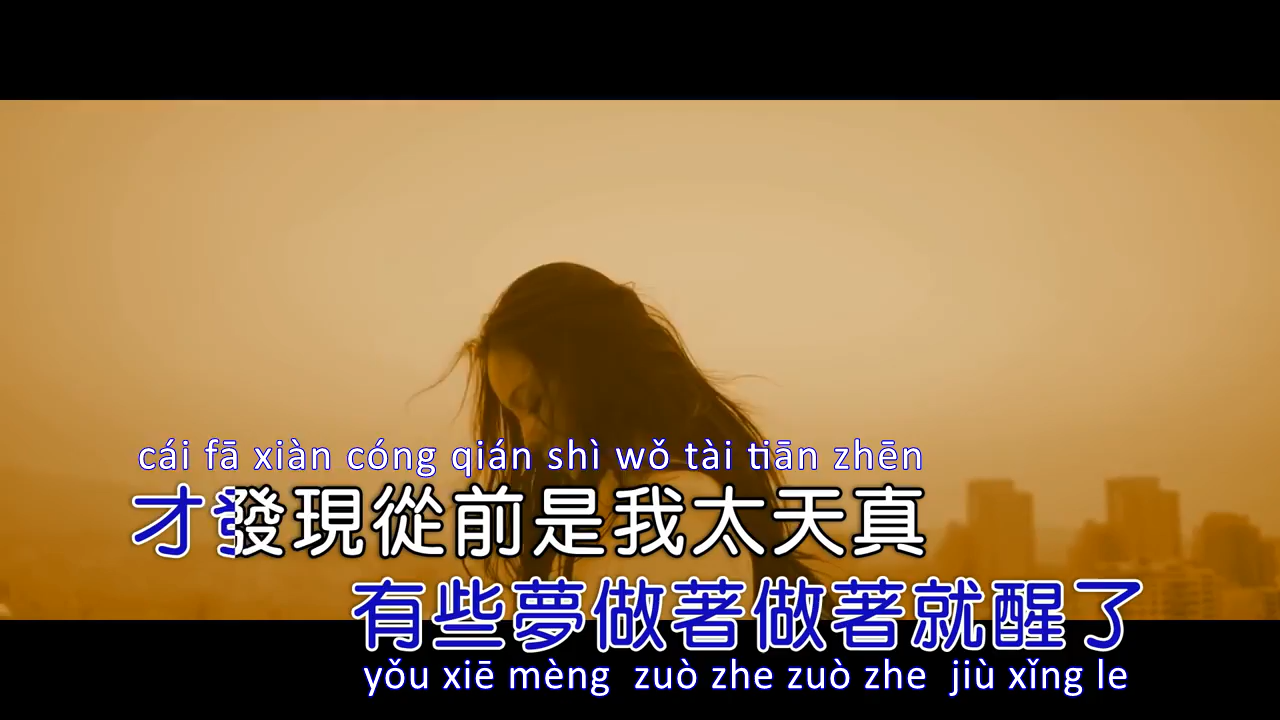 cái fā xiàn cóng qián shì wǒ tài tiān zhēn
才發現從前是我太天真
有些夢做著做著就醒了
yǒu xiē mèng zuò zhe zuò zhe jiù xǐng le